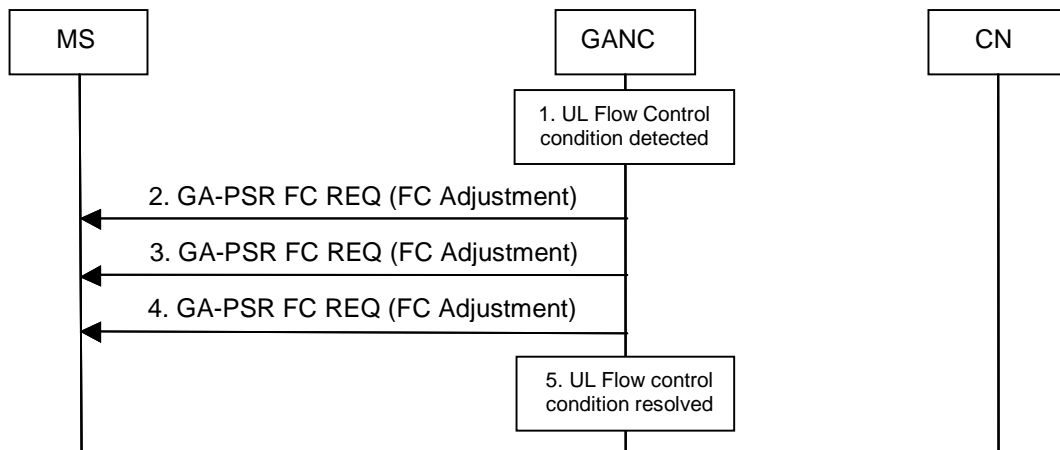 MS
GANC
CN
1. UL Flow Control
condition detected
2. GA-PSR FC REQ (FC Adjustment)
3. GA-PSR FC REQ (FC Adjustment)
4. GA-PSR FC REQ (FC Adjustment)
5. UL Flow control
condition resolved